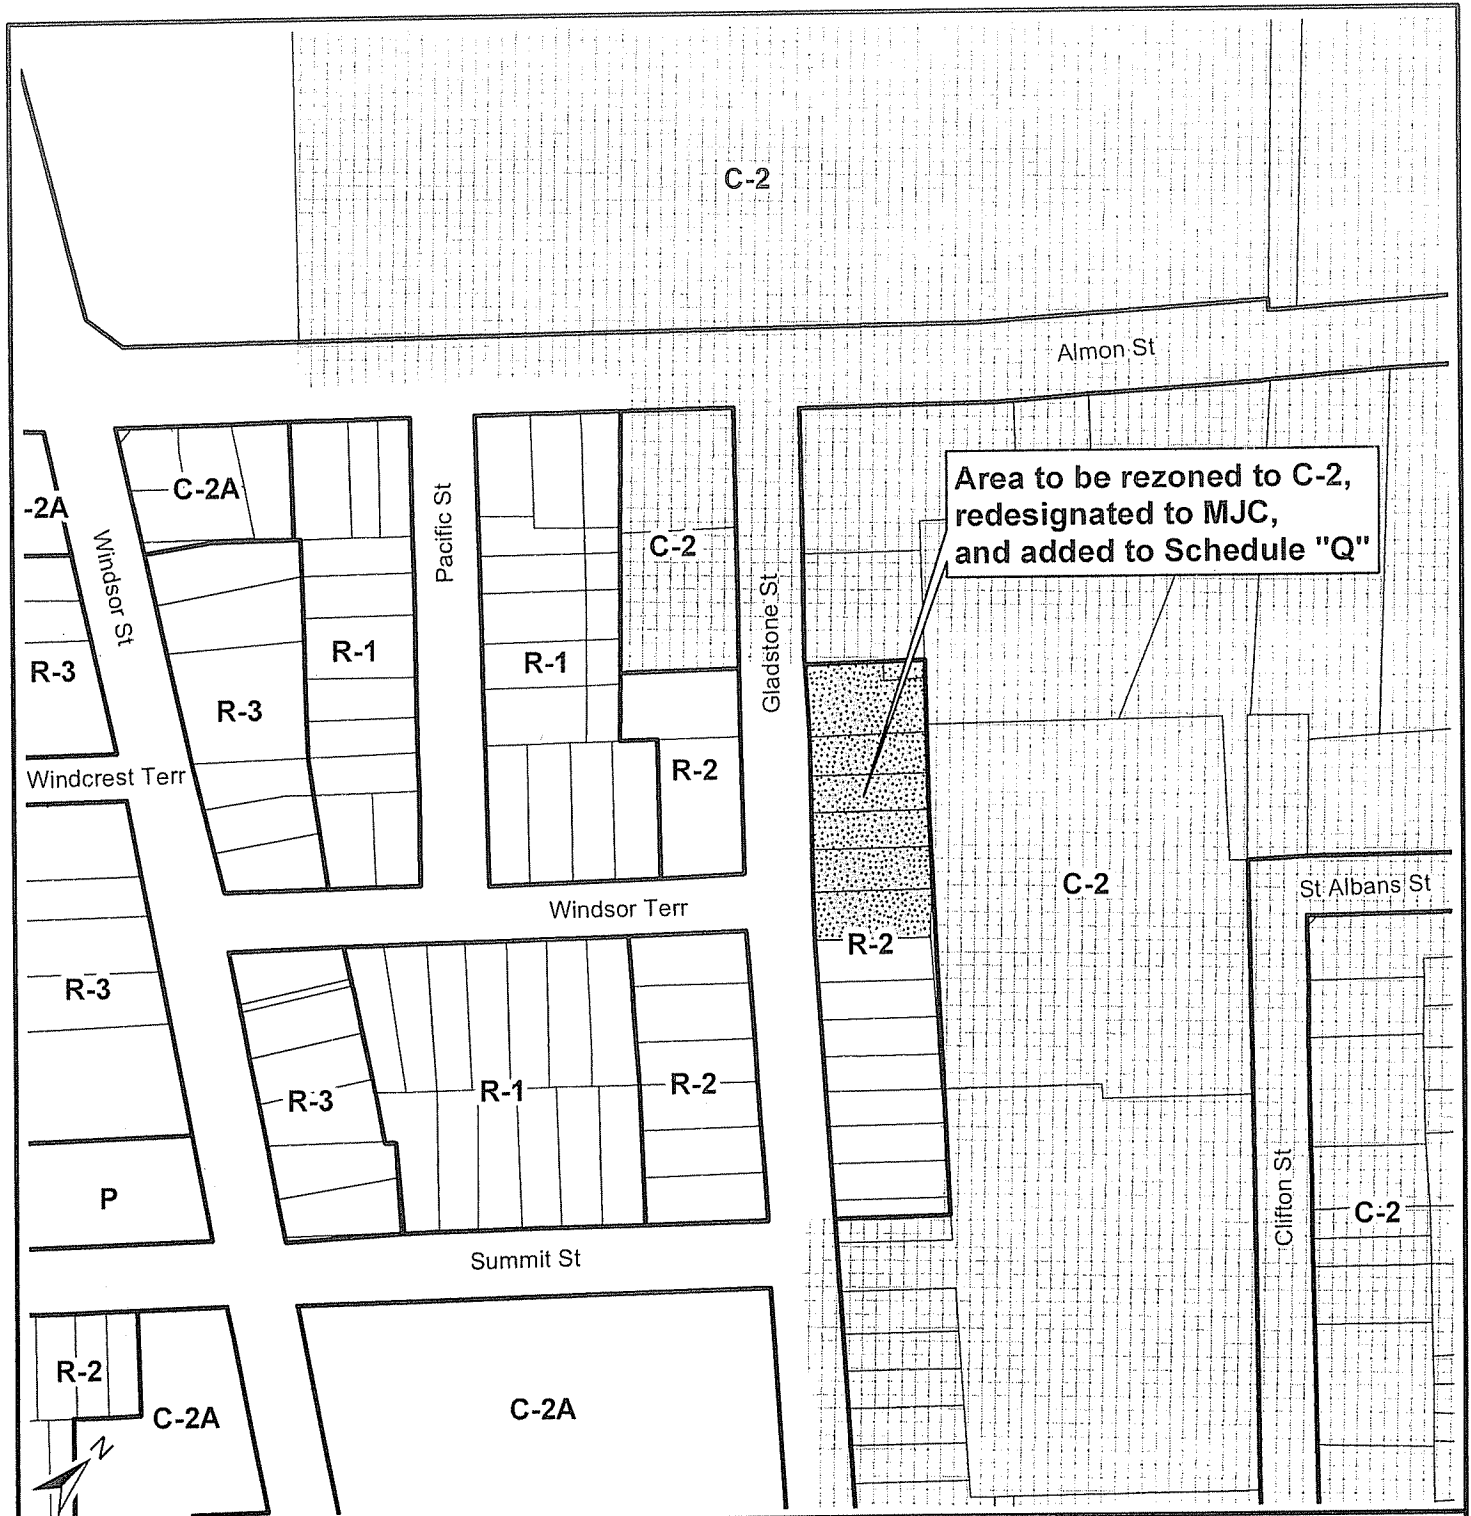 C-2
Almon St
Area to be rezoned to C-2,
redesignated to MJC,
and added to Schedule "Q"
C-2A
-2A
Pacific St
Windsor St
C-2
Gladstone St
R-3
R-1
R-1
R-3
Windcrest Terr
R-2
C-2
St Albans St
Windsor Terr
R-2
R-3
R-3
R-1
R-2
P
Clifton St
C-2
Summit St
R-2
C-2A
C-2A
N